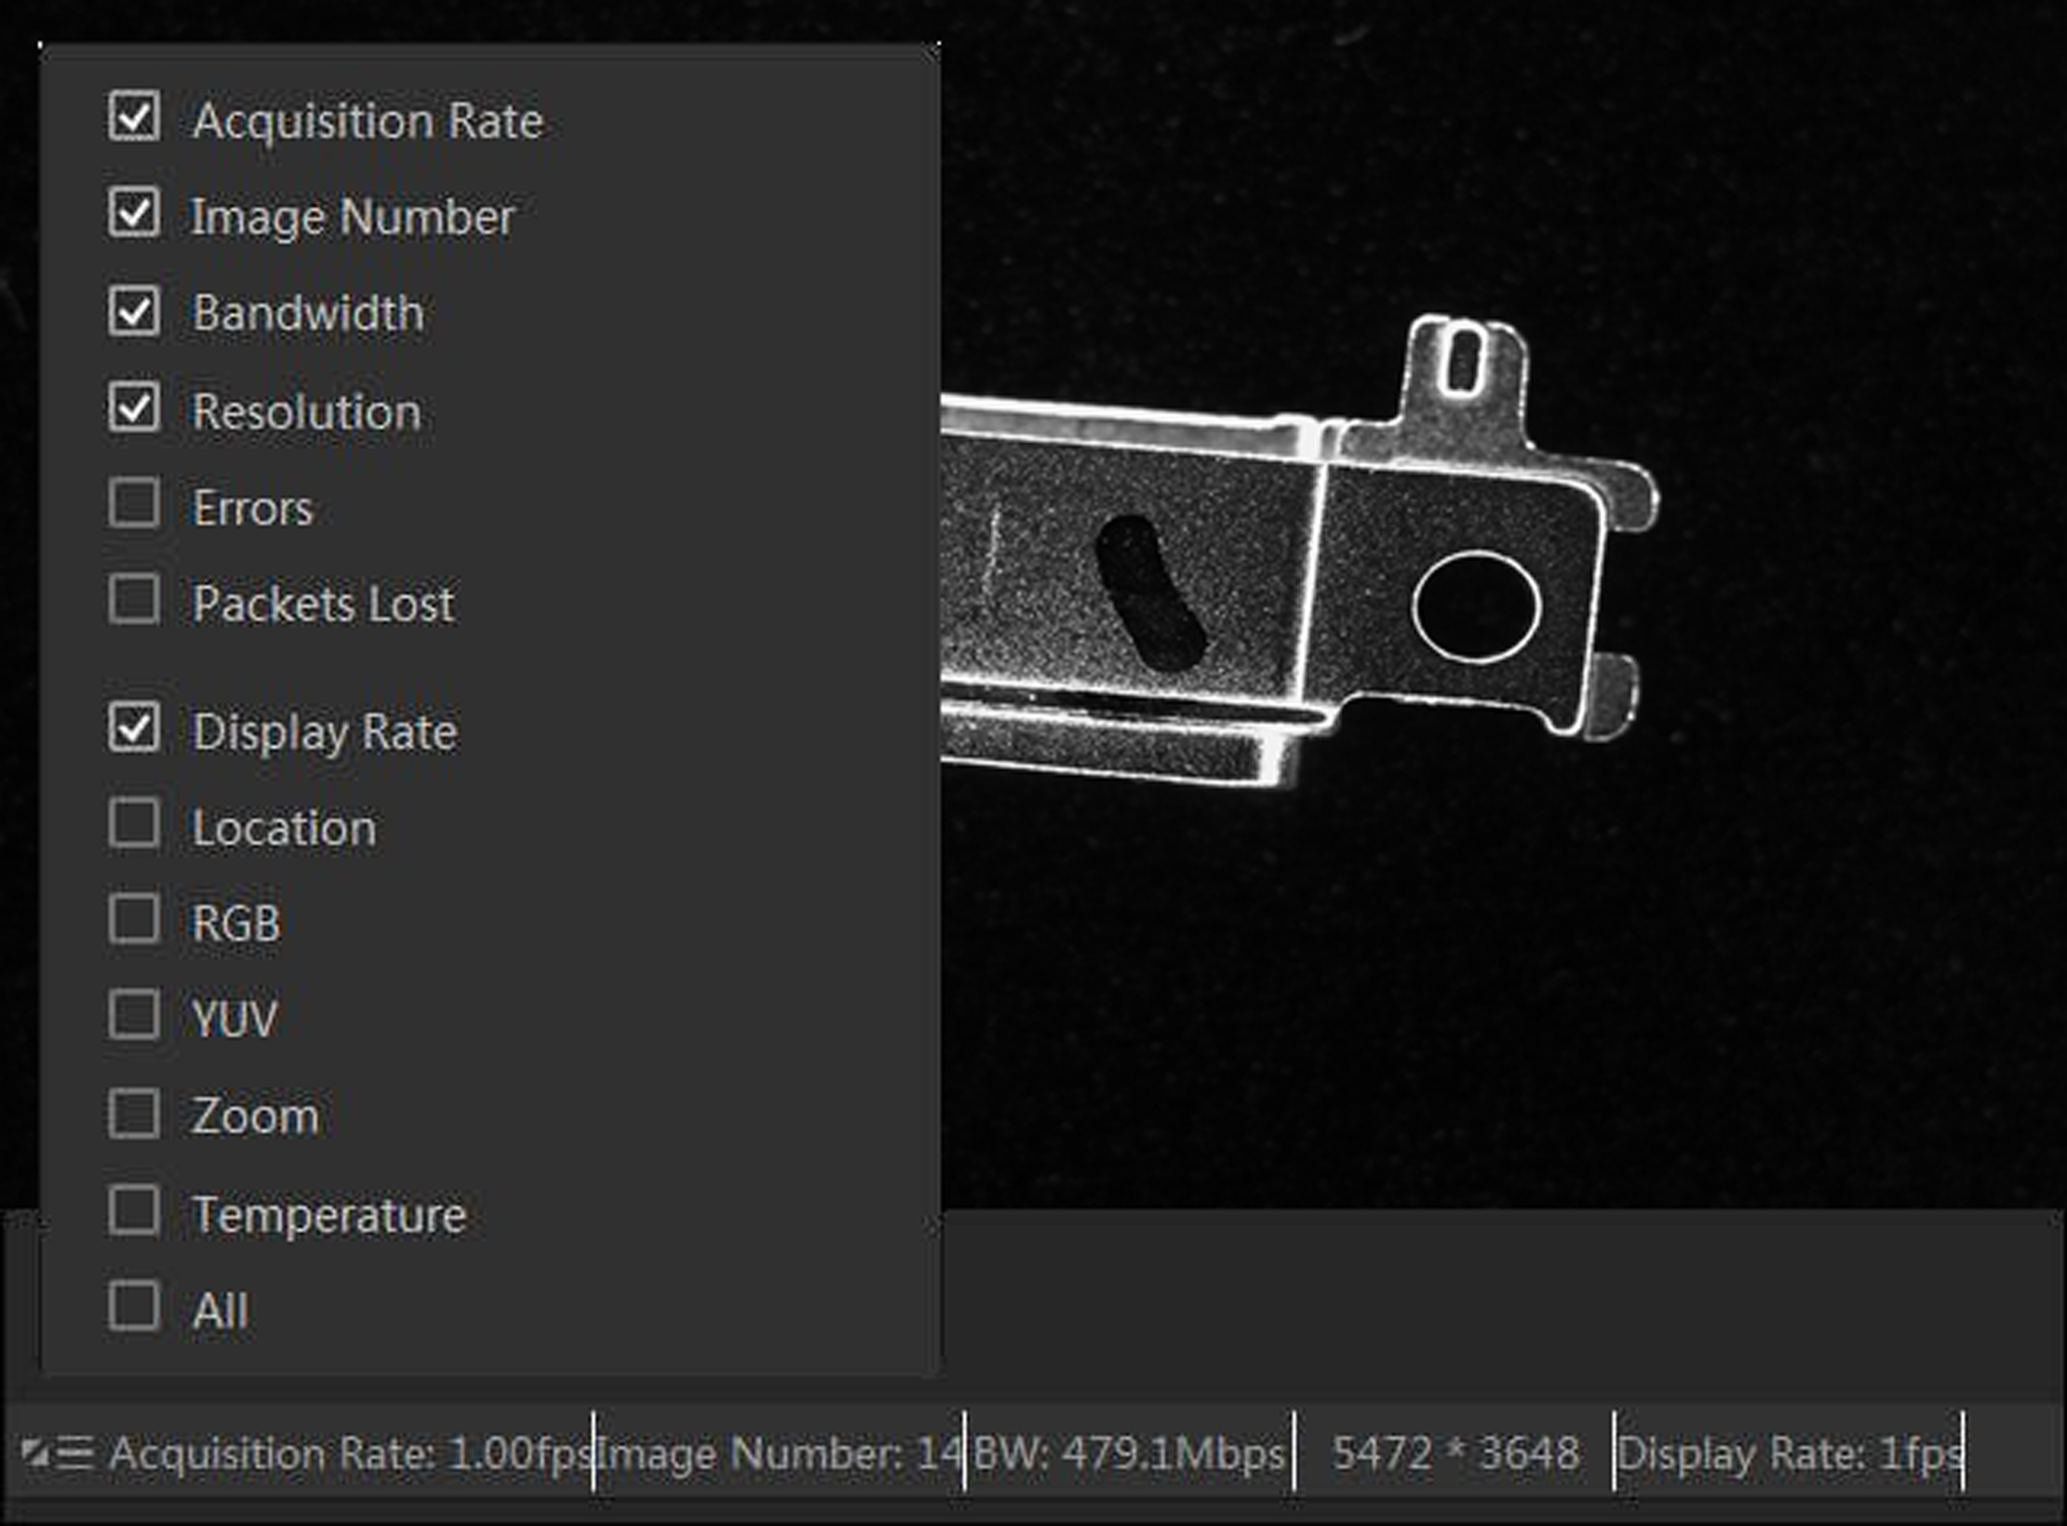 Acquisition Rate
Image Number
Bandwidth
Resolution
Errors
Packets Lost
Display Rate
Location
RGB
YUV
Zoom
Temperature
All
Acquisition Rate: 1.00fps Image Number: 14 BW: 479.1Mbps 5472 * 3648 Display Rate: 1fps